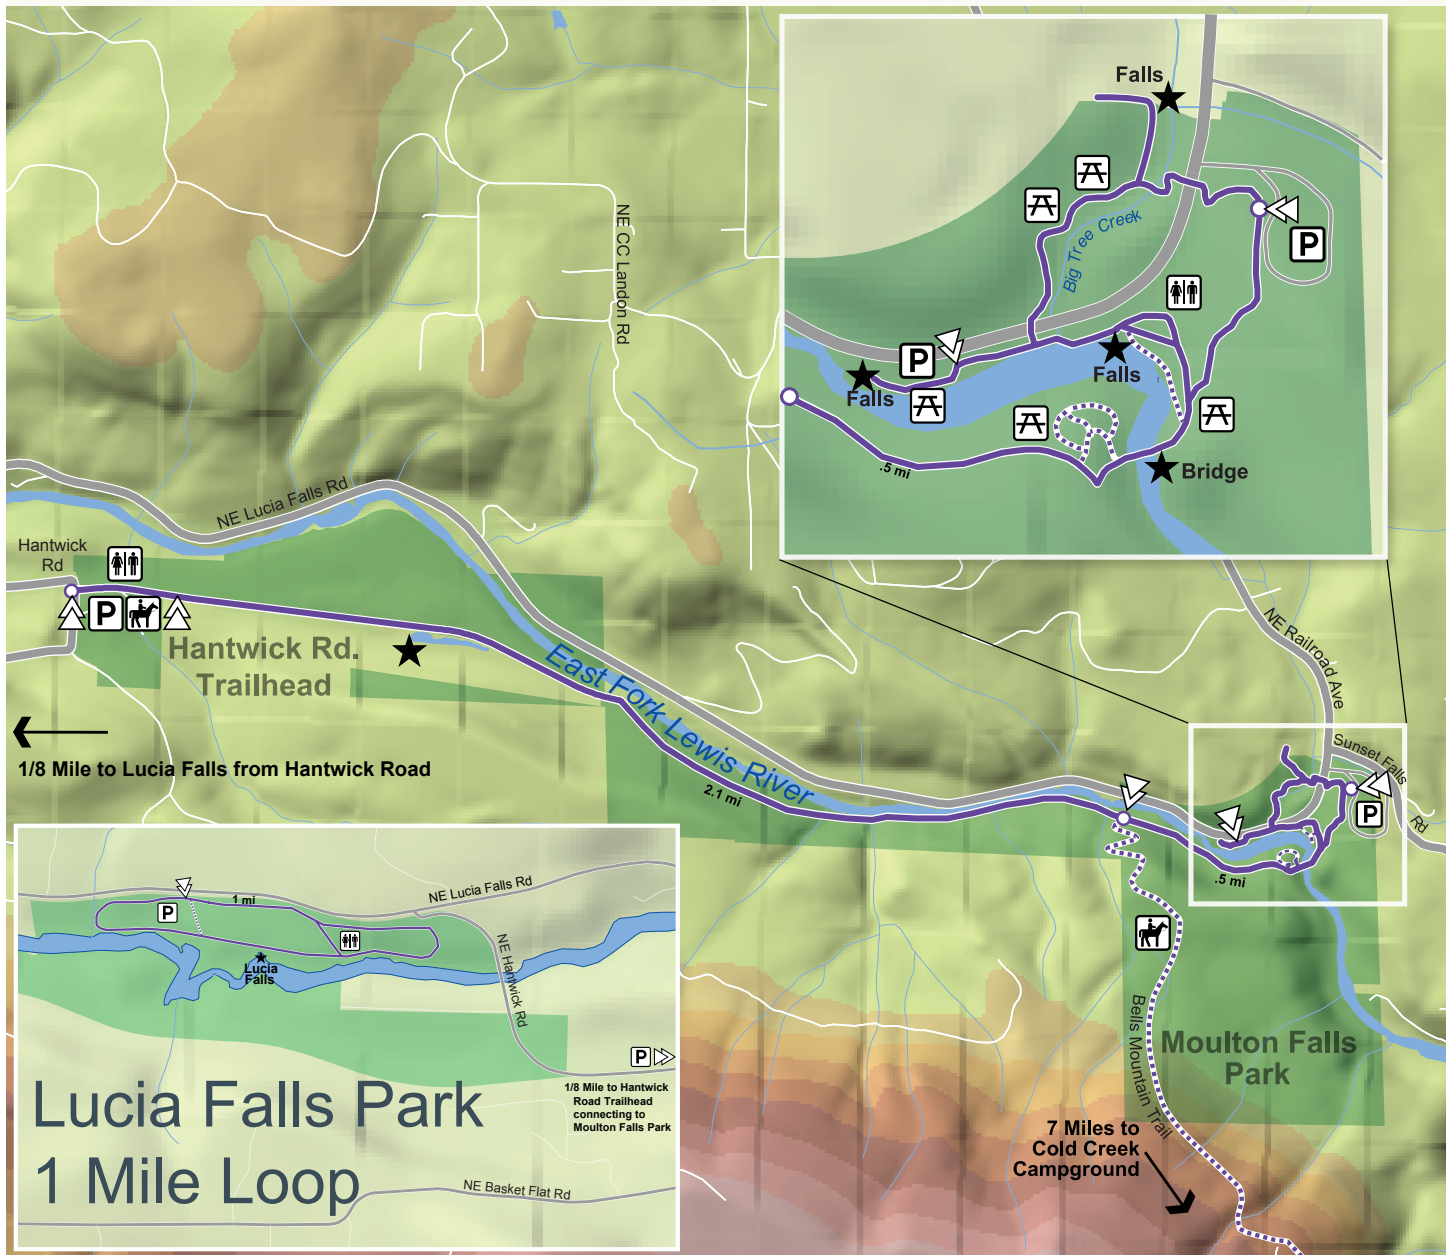 Falls
Big Tree Creek
P
P
Falls
Falls
.5 mi
Bridge
NE CC Landon Rd
NE Lucia Falls Rd
Hantwick
Rd
P
Hantwick Rd.
Trailhead
1/8 Mile to Lucia Falls from Hantwick Road
East Fork Lewis River
2.1 mi
NE Railroad Ave
Sunset Falls
Rd
P
.5 mi
Bells Mountain Trail
Moulton Falls
Park
7 Miles to
Cold Creek
Campground
NE Lucia Falls Rd
1 mi
P
Lucia
Falls
NE Hantwick Rd
P
1/8 Mile to Hantwick
Road Trailhead
connecting to
Moulton Falls Park
Lucia Falls Park
1 Mile Loop
NE Basket Flat Rd